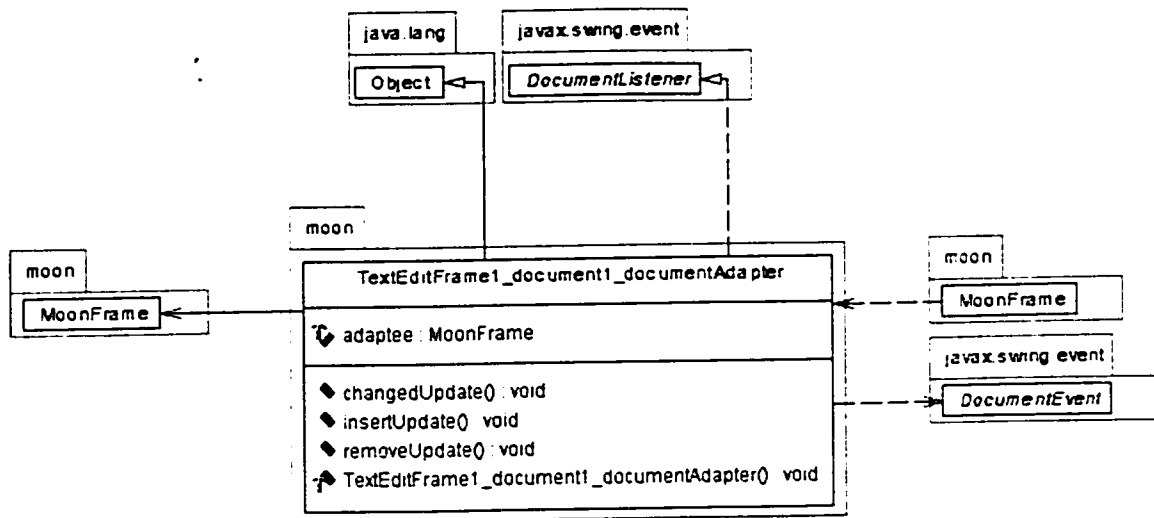 java.lang
javax.swing.event
Object
DocumentListener
moon
TextEditFrame1_document1_documentAdapter
adaptee : MoonFrame
changedUpdate() : void
insertUpdate() void
removeUpdate() : void
TextEditFrame1_document1_documentAdapter() void
moon
MoonFrame
moon
MoonFrame
javax.swing event
DocumentEvent